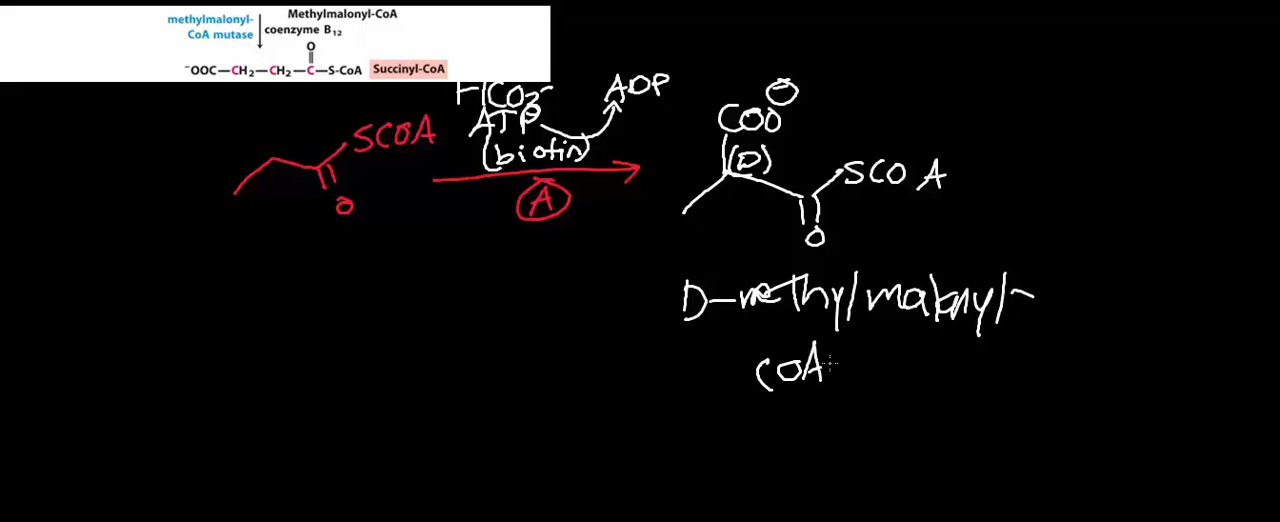 methylmalonyl-
CoA mutase
Methylmalonyl-CoA
coenzyme B12
O
⁻OOC—CH2—CH2—C—S-CoA
Succinyl-CoA
HCO3-
ATP
ADP
(biotin)
A
SCOA
O
COO⊖
(D)
SCOA
O
D-methylmalonyl-
COA